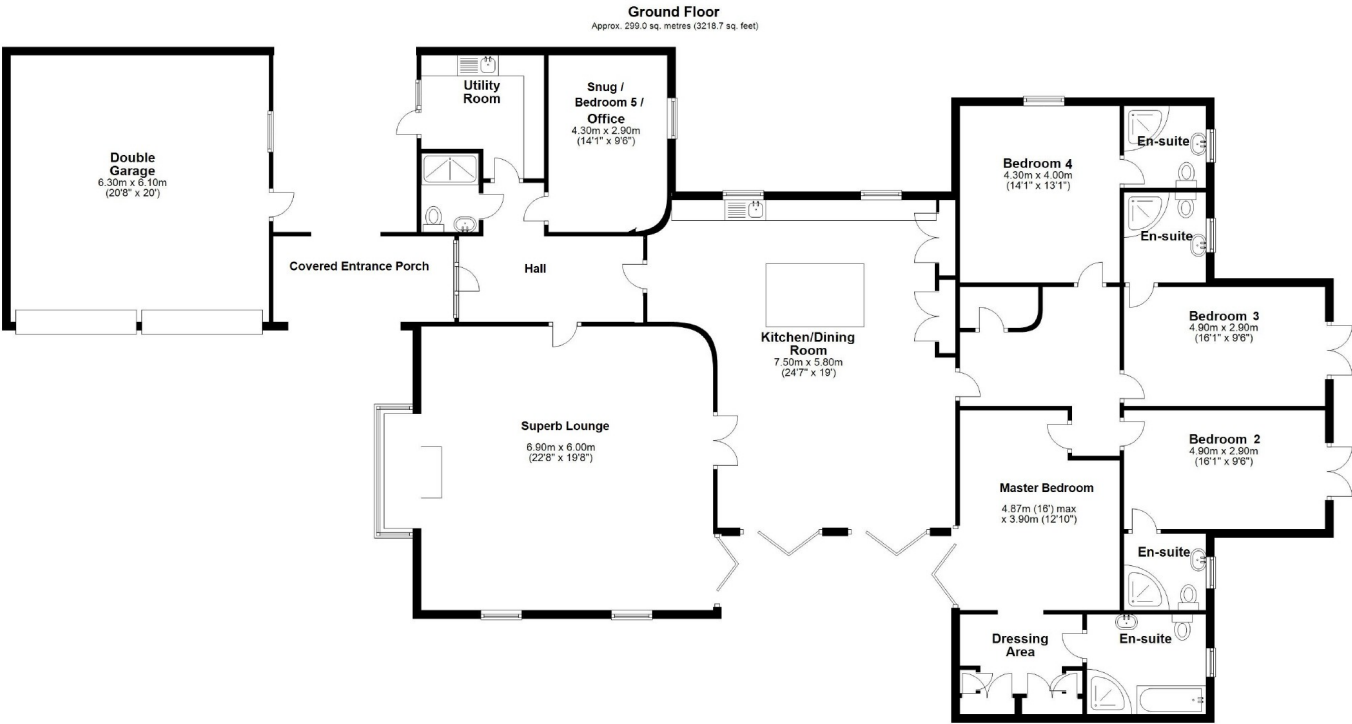 Ground Floor
Approx. 299.0 sq. metres (3218.7 sq. feet)
Double
Garage
6.30m x 6.10m
(20'8" x 20')
Covered Entrance Porch
Utility
Room
Snug /
Bedroom 5 /
Office
4.30m x 2.90m
(14'1" x 9'6")
Hall
Superb Lounge
6.90m x 6.00m
(22'8" x 19'8")
Kitchen/Dining
Room
7.50m x 5.80m
(24'7" x 19')
Bedroom 4
4.30m x 4.00m
(14'1" x 13'1")
En-suite
En-suite
Bedroom 3
4.90m x 2.90m
(16'1" x 9'6")
Bedroom 2
4.90m x 2.90m
(16'1" x 9'6")
Master Bedroom
4.87m (16') max
x 3.90m (12'10")
En-suite
Dressing
Area
En-suite